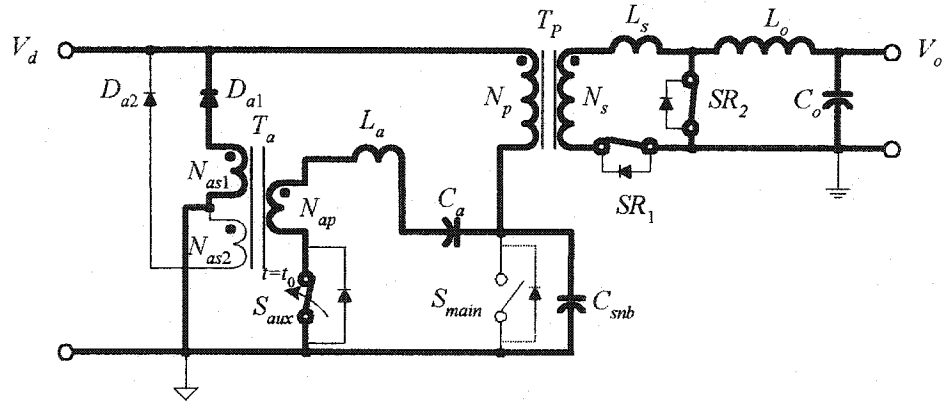 T_P
L_s
L_o
V_d
V_o
D_a2
D_a1
N_p
N_s
SR_2
C_o
T_a
L_a
N_as1
C_a
SR_1
N_ap
N_as2
t=t_0
S_aux
S_main
C_snb